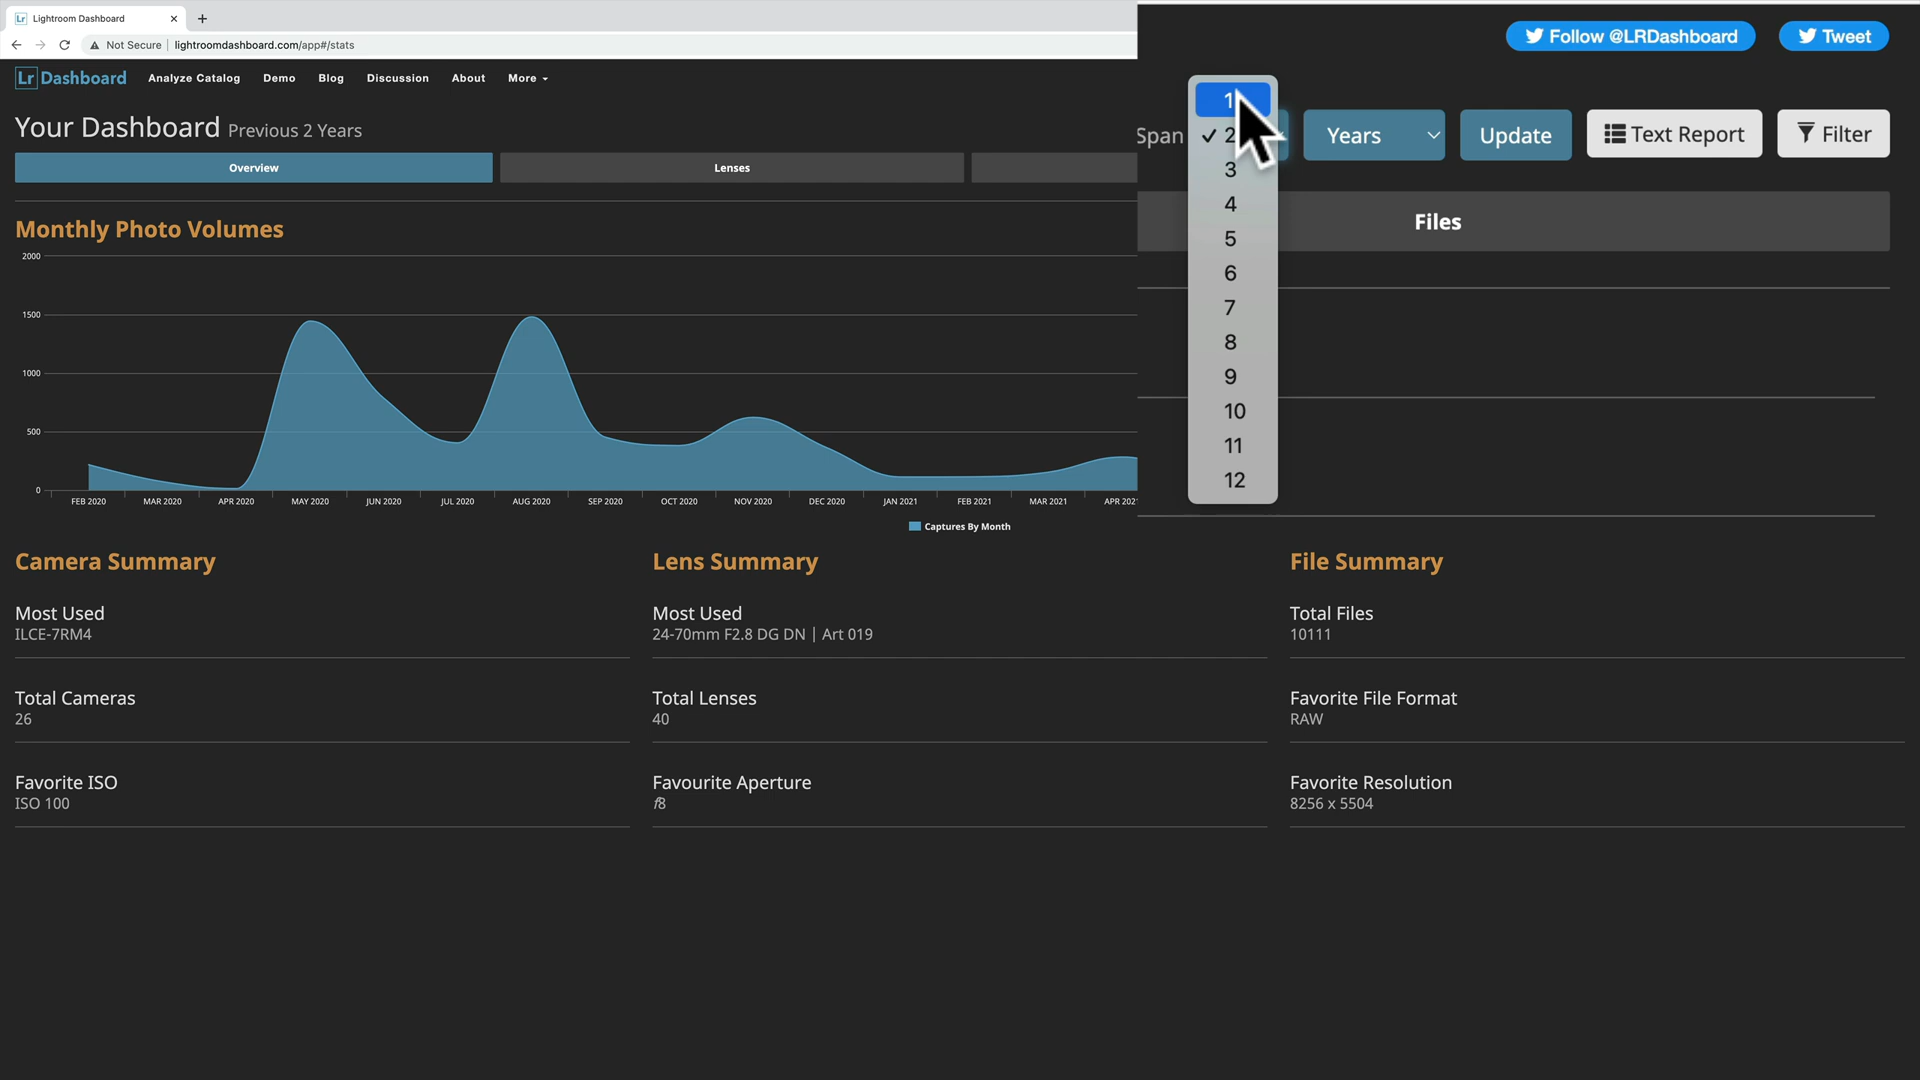 Lr Lightroom Dashboard
Not Secure lightroomdashboard.com/app#/stats
Lr Dashboard Analyze Catalog Demo Blog Discussion About More
Follow @LRDashboard Tweet
Your Dashboard Previous 2 Years
Span Years Update Text Report Filter
1
✓ 2
3
4
5
6
7
8
9
10
11
12
Overview Lenses Files
Monthly Photo Volumes
2000
1500
1000
500
0
FEB 2020 MAR 2020 APR 2020 MAY 2020 JUN 2020 JUL 2020 AUG 2020 SEP 2020 OCT 2020 NOV 2020 DEC 2020 JAN 2021 FEB 2021 MAR 2021 APR 2021
Captures By Month
Camera Summary
Most Used
ILCE-7RM4
Total Cameras
26
Favorite ISO
ISO 100
Lens Summary
Most Used
24-70mm F2.8 DG DN | Art 019
Total Lenses
40
Favourite Aperture
f8
File Summary
Total Files
10111
Favorite File Format
RAW
Favorite Resolution
8256 x 5504